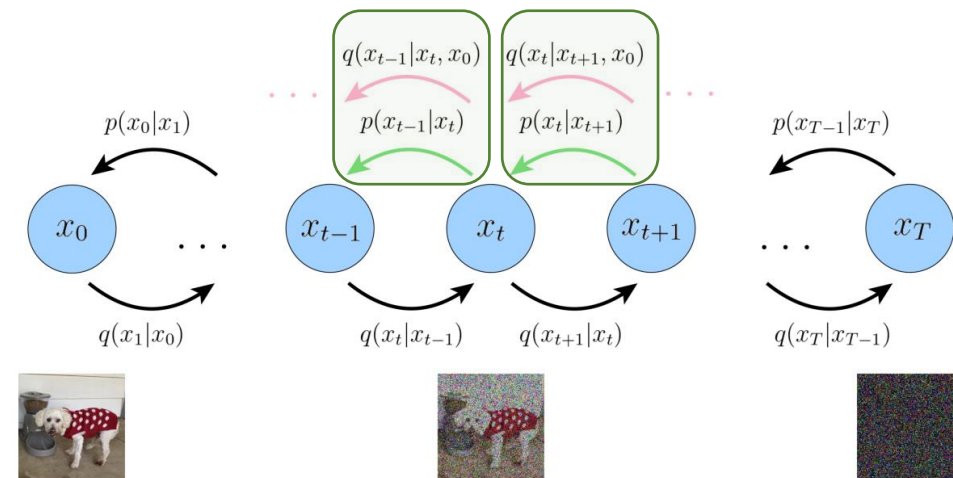 q(x_{t-1}|x_t, x_0) q(x_t|x_{t+1}, x_0)
. . . . . . .
p(x_0|x_1) p(x_{t-1}|x_t) p(x_t|x_{t+1}) p(x_{T-1}|x_T)
x_0 . . . x_{t-1} x_t x_{t+1} . . . x_T
q(x_1|x_0) q(x_t|x_{t-1}) q(x_{t+1}|x_t) q(x_T|x_{T-1})